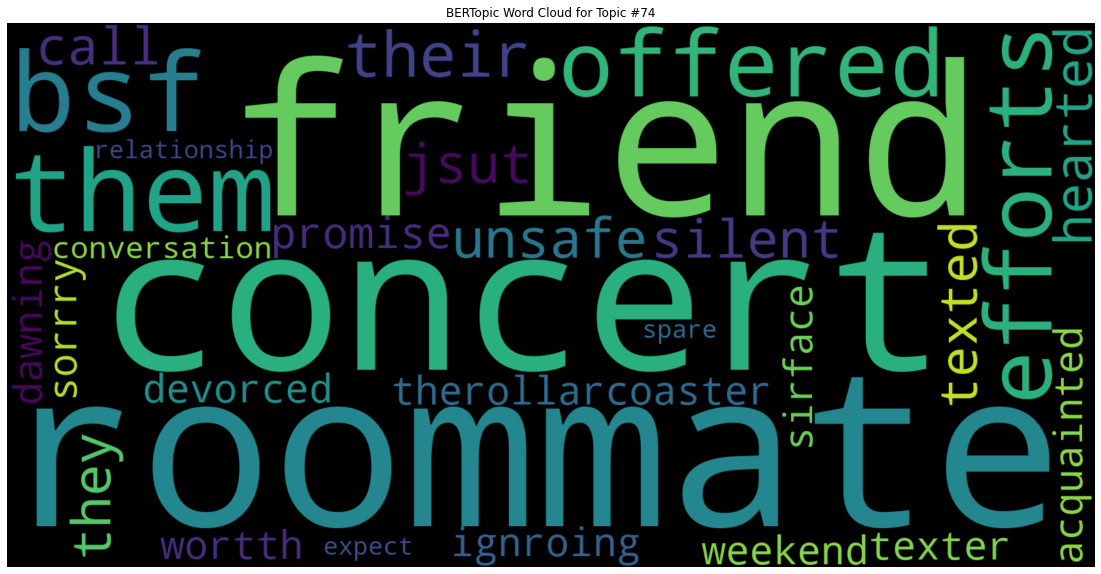 BERTopic Word Cloud for Topic #74
call
their
offered
bsf
friend
efforts
hearted
relationship
jsut
them
promise
unsafe
silent
texted
conversation
dawning
sorrry
concert
spare
sirface
devorced
therollarcoaster
acquainted
roommate
they
wortth
expect
ignroing
weekend
texter